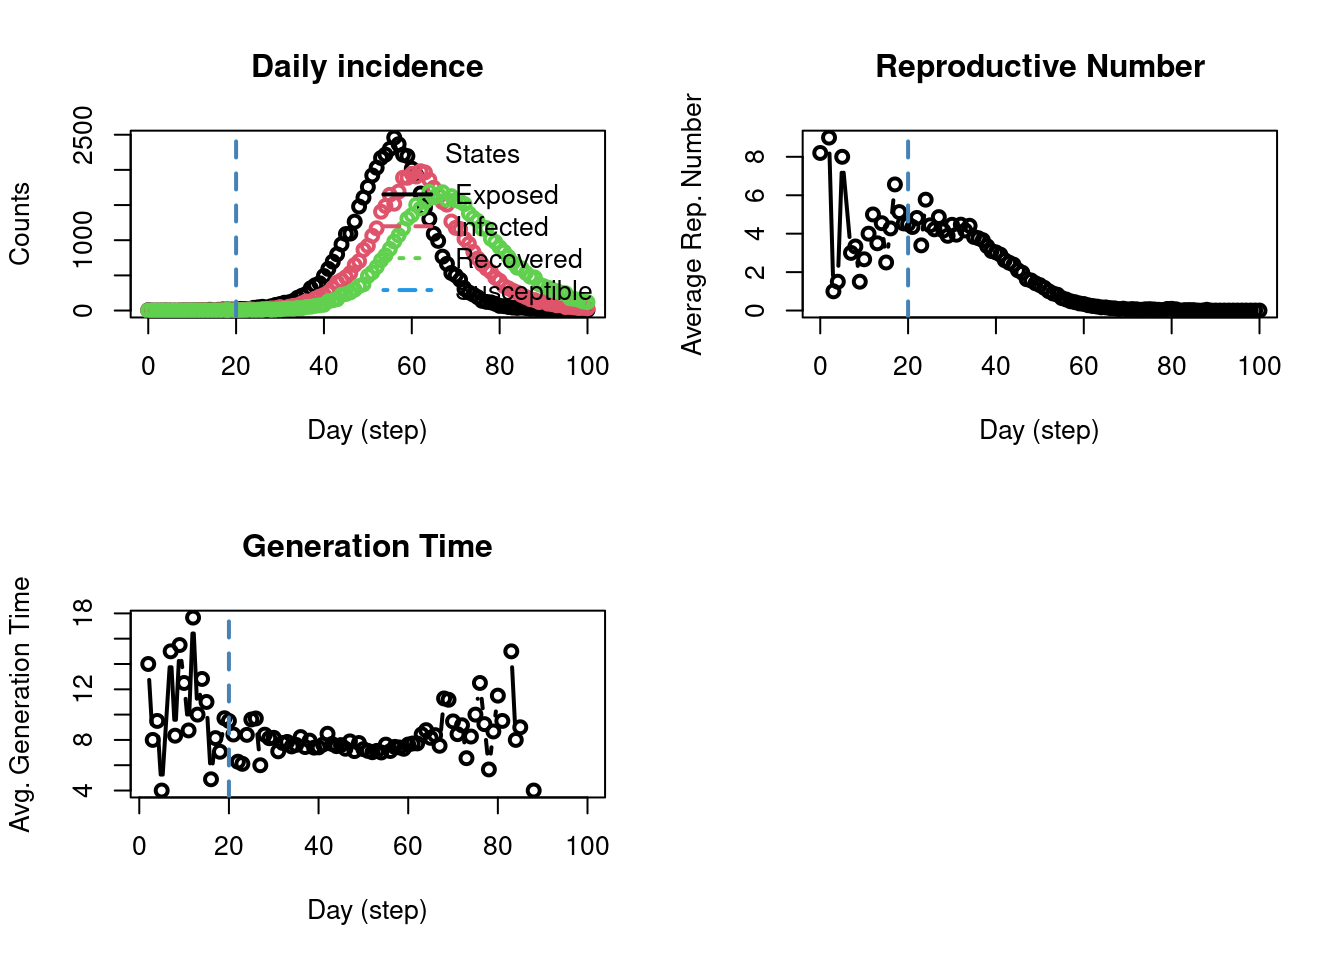 Daily incidence
Counts
2500
1000
0
States
Exposed
Infected
Recovered
Susceptible
0 20 40 60 80 100
Day (step)
Reproductive Number
Average Rep. Number
8
6
4
2
0
0 20 40 60 80 100
Day (step)
Generation Time
Avg. Generation Time
18
12
8
4
0 20 40 60 80 100
Day (step)